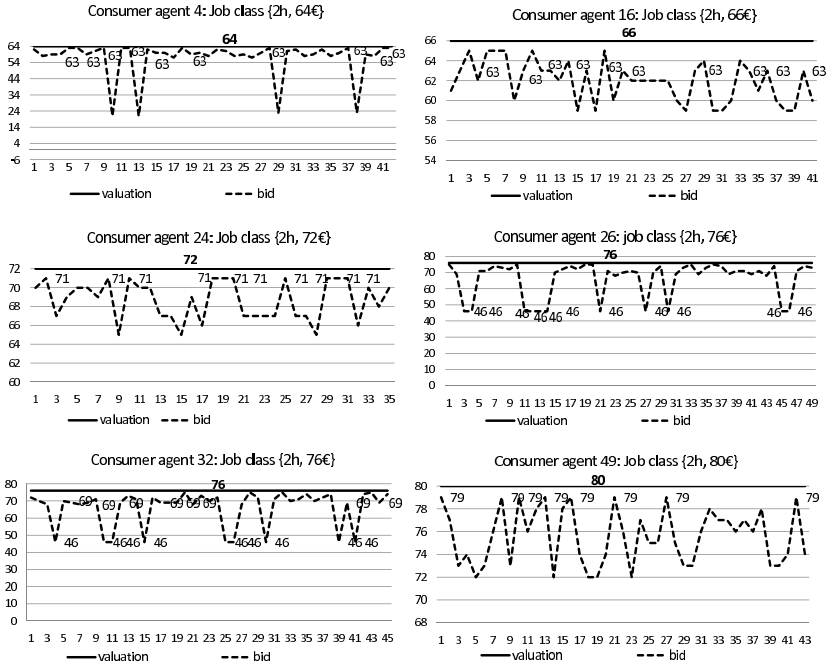 Consumer agent 4: Job class {2h, 64€}
64
64
54
44
34
24
14
4
-6
63 63 63 63 63 63 63 63 63 63
1 3 5 7 9 11 13 15 17 19 21 23 25 27 29 31 33 35 37 39 41
valuation bid
Consumer agent 16: Job class {2h, 66€}
66
66
64
62
60
58
56
54
63 63 63 63 63 63 63 63 63 63 63
1 3 5 7 9 11 13 15 17 19 21 23 25 27 29 31 33 35 37 39 41
valuation bid
Consumer agent 24: Job class {2h, 72€}
72
72
70
68
66
64
62
60
71 71 71 71 71 71 71 71 71 71
1 3 5 7 9 11 13 15 17 19 21 23 25 27 29 31 33 35
valuation bid
Consumer agent 26: job class {2h, 76€}
76
80
70
60
50
40
30
20
10
0
46 46 46 46 46 46 46 46 46 46
1 3 5 7 9 11 13 15 17 19 21 23 25 27 29 31 33 35 37 39 41 43 45 47 49
valuation bid
Consumer agent 32: Job class {2h, 76€}
76
80
70
60
50
40
30
20
10
0
69 69 69 69 69 69 69 69
46 46 46 46 46 46 46 46 46
1 3 5 7 9 11 13 15 17 19 21 23 25 27 29 31 33 35 37 39 41 43 45
valuation bid
Consumer agent 49: Job class {2h, 80€}
80
80
78
76
74
72
70
68
79 79 79 79 79 79 79 79
1 3 5 7 9 11 13 15 17 19 21 23 25 27 29 31 33 35 37 39 41 43
valuation bid